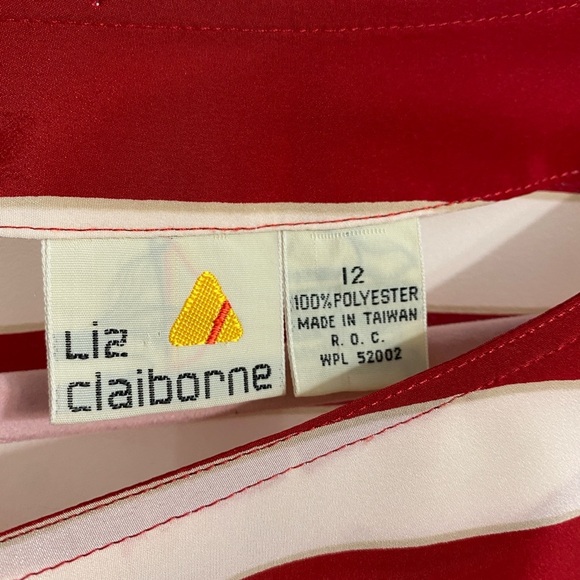 Liz
claiborne
12
100% POLYESTER
MADE IN TAIWAN
R. O. C.
WPL 52002